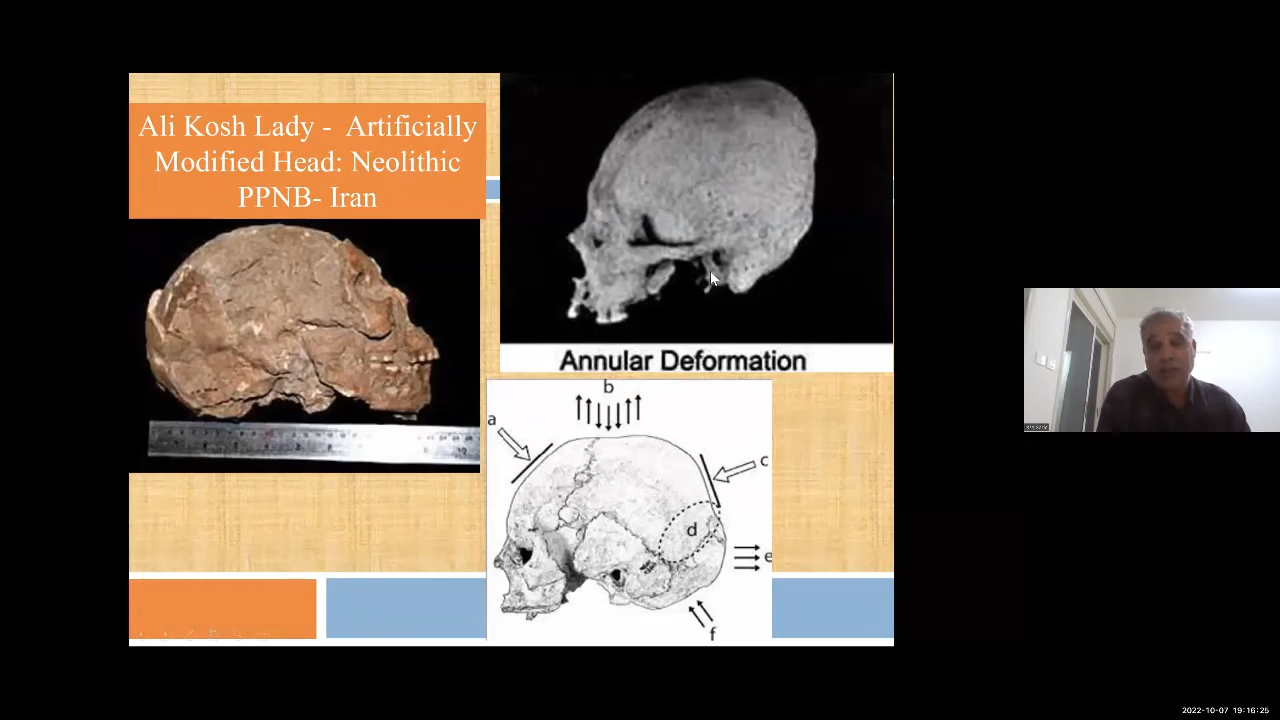 Ali Kosh Lady - Artificially
Modified Head: Neolithic
PPNB- Iran
Annular Deformation
b
a
c
d
e
f
2022-10-07 19:16:25